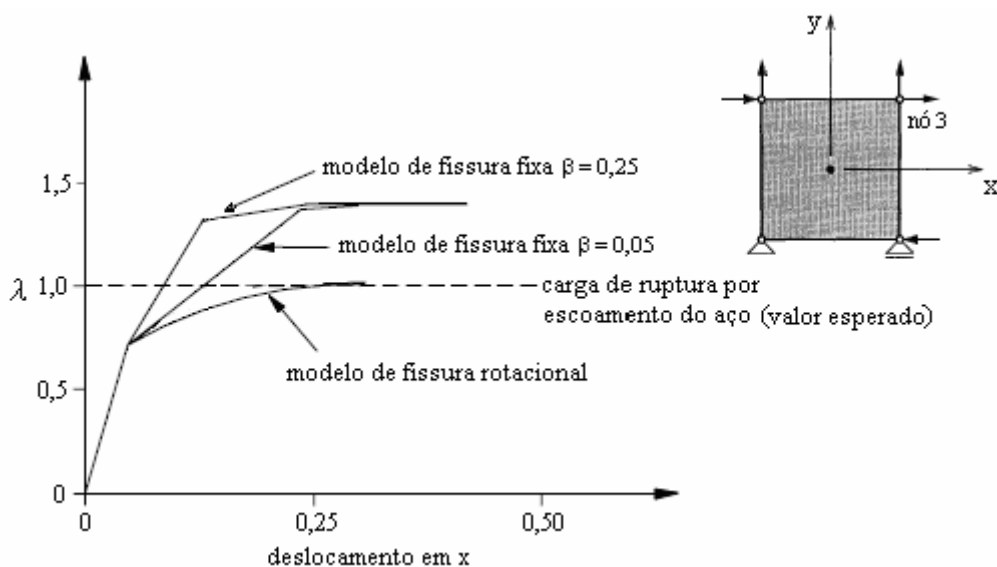 y
nó 3
x
modelo de fissura fixa β = 0,25
1,5
modelo de fissura fixa β = 0,05
λ
1,0
carga de ruptura por
escoamento do aço (valor esperado)
modelo de fissura rotacional
0,5
0
0
0,25
0,50
deslocamento em x